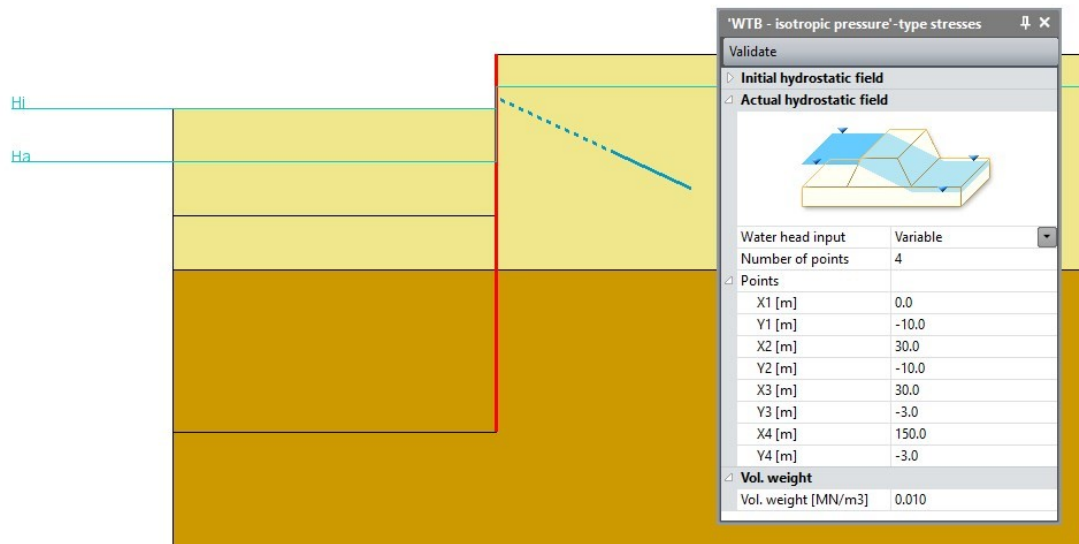 'WTB - isotropic pressure'-type stresses
Validate
Initial hydrostatic field
Actual hydrostatic field
Hi
Ha
Water head input Variable
Number of points 4
Points
X1 [m] 0.0
Y1 [m] -10.0
X2 [m] 30.0
Y2 [m] -10.0
X3 [m] 30.0
Y3 [m] -3.0
X4 [m] 150.0
Y4 [m] -3.0
Vol. weight
Vol. weight [MN/m3] 0.010